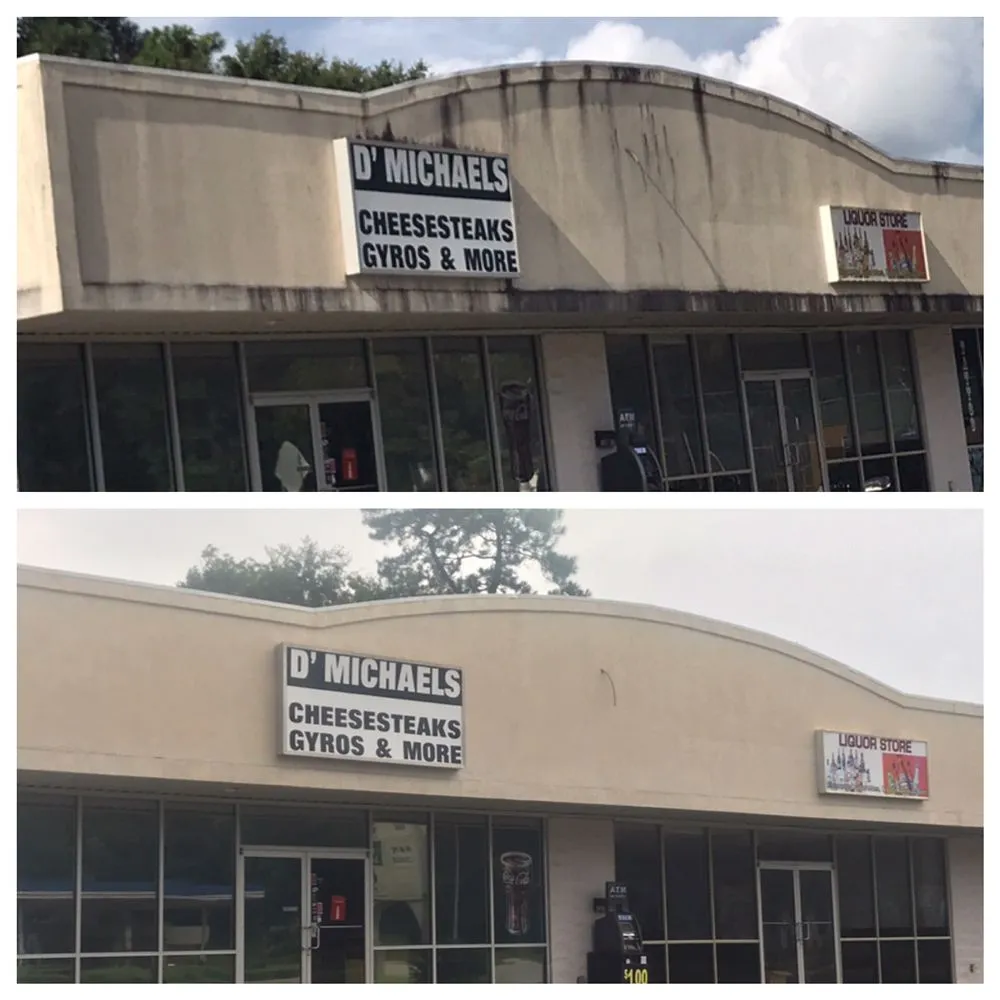 D' MICHAELS
CHEESESTEAKS
GYROS & MORE
LIQUOR STORE
ATM
D' MICHAELS
CHEESESTEAKS
GYROS & MORE
LIQUOR STORE
ATM
$1.00